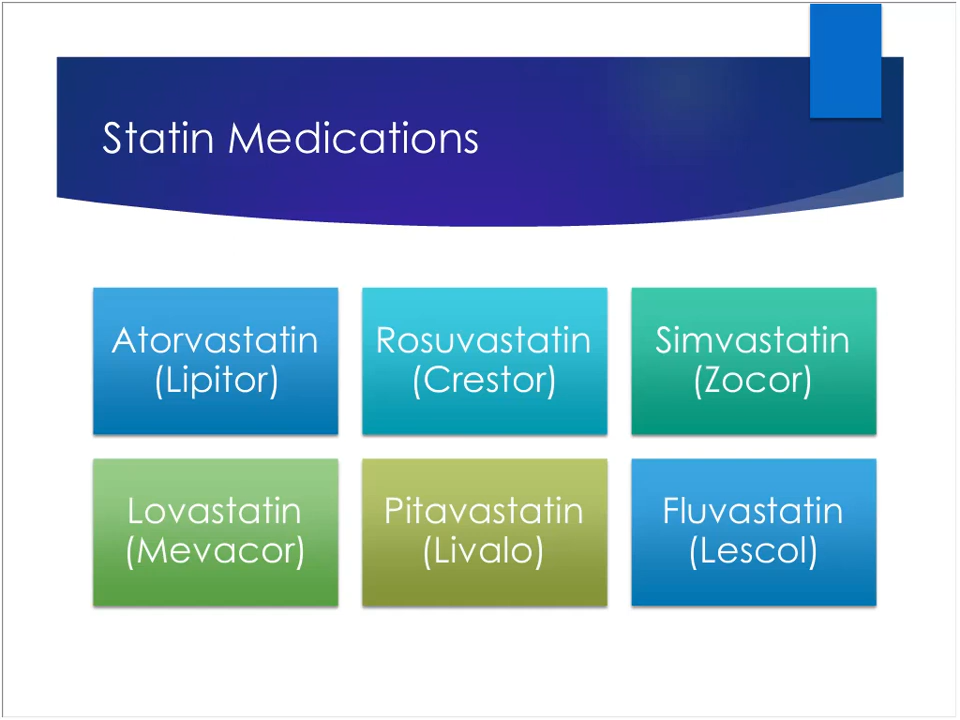 Statin Medications
Atorvastatin
(Lipitor)
Rosuvastatin
(Crestor)
Simvastatin
(Zocor)
Lovastatin
(Mevacor)
Pitavastatin
(Livalo)
Fluvastatin
(Lescol)